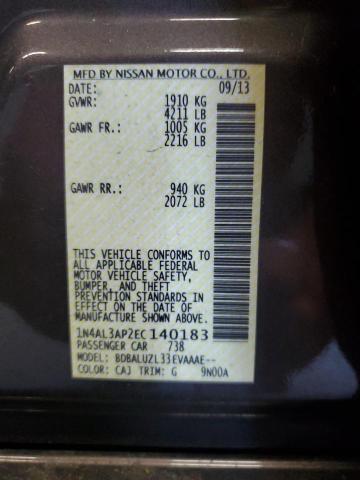 MFD BY NISSAN MOTOR CO., LTD.
DATE: 09/13
GVWR: 1910 KG
4211 LB
GAWR FR.: 1005 KG
2216 LB
GAWR RR.: 940 KG
2072 LB
THIS VEHICLE CONFORMS TO
ALL APPLICABLE FEDERAL
MOTOR VEHICLE SAFETY,
BUMPER, AND THEFT
PREVENTION STANDARDS IN
EFFECT ON THE DATE OF
MANUFACTURE SHOWN ABOVE.
1N4AL3AP2EC140183
PASSENGER CAR 738
MODEL: BDBALUZL33EVAAAE--
COLOR: CAJ TRIM: G 9N00A